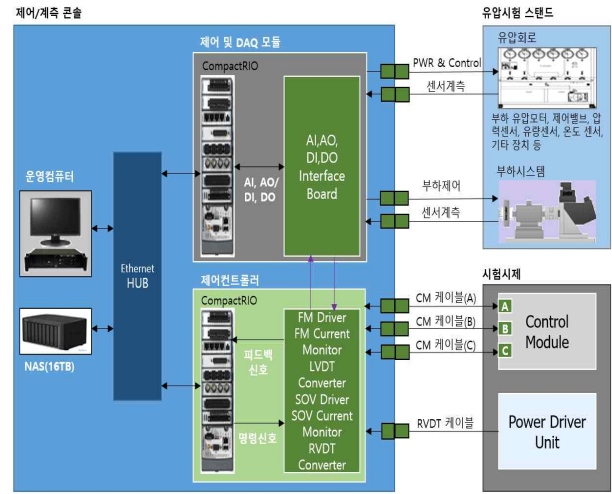 제어/계측 콘솔
유압시험 스탠드
제어 및 DAQ 모듈
CompactRIO
AI, AO/
DI, DO
AI,AO,
DI,DO
Interface
Board
PWR & Control
센서계측
부하제어
센서계측
유압회로
부하 유압모터, 제어밸브, 압
력센서, 유량센서, 온도 센서,
기타 장치 등
부하시스템
운영컴퓨터
NAS(16TB)
Ethernet
HUB
제어컨트롤러
CompactRIO
피드백
신호
명령신호
FM Driver
FM Current
Monitor
LVDT
Converter
SOV Driver
SOV Current
Monitor
RVDT
Converter
CM 케이블(A)
CM 케이블(B)
CM 케이블(C)
RVDT 케이블
시험시제
A
B
C
Control
Module
Power Driver
Unit